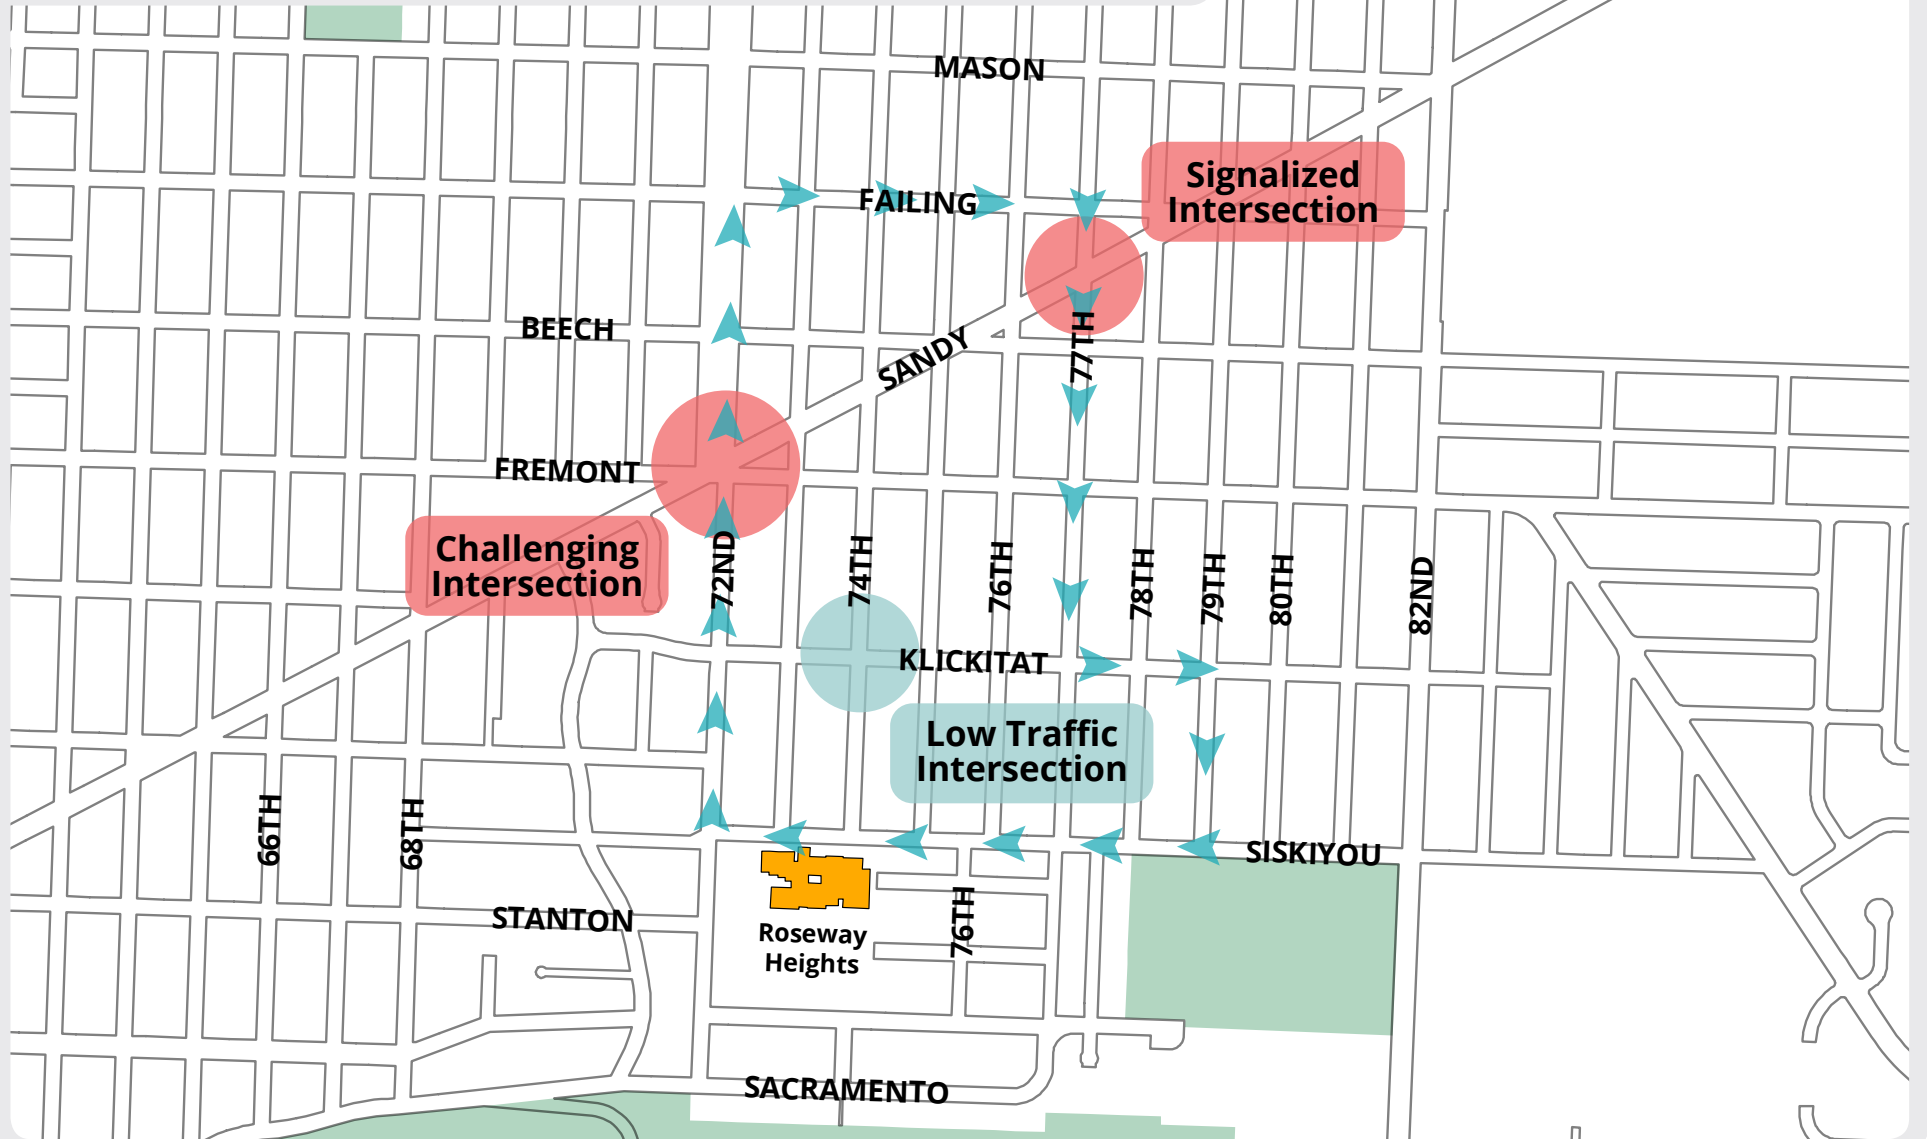 MASON
Signalized
Intersection
FAILING
BEECH
SANDY
77TH
FREMONT
Challenging
Intersection
72ND
74TH
76TH
78TH
79TH
80TH
82ND
KLICKITAT
Low Traffic
Intersection
66TH
68TH
SISKIYOU
STANTON
Roseway
Heights
76TH
SACRAMENTO